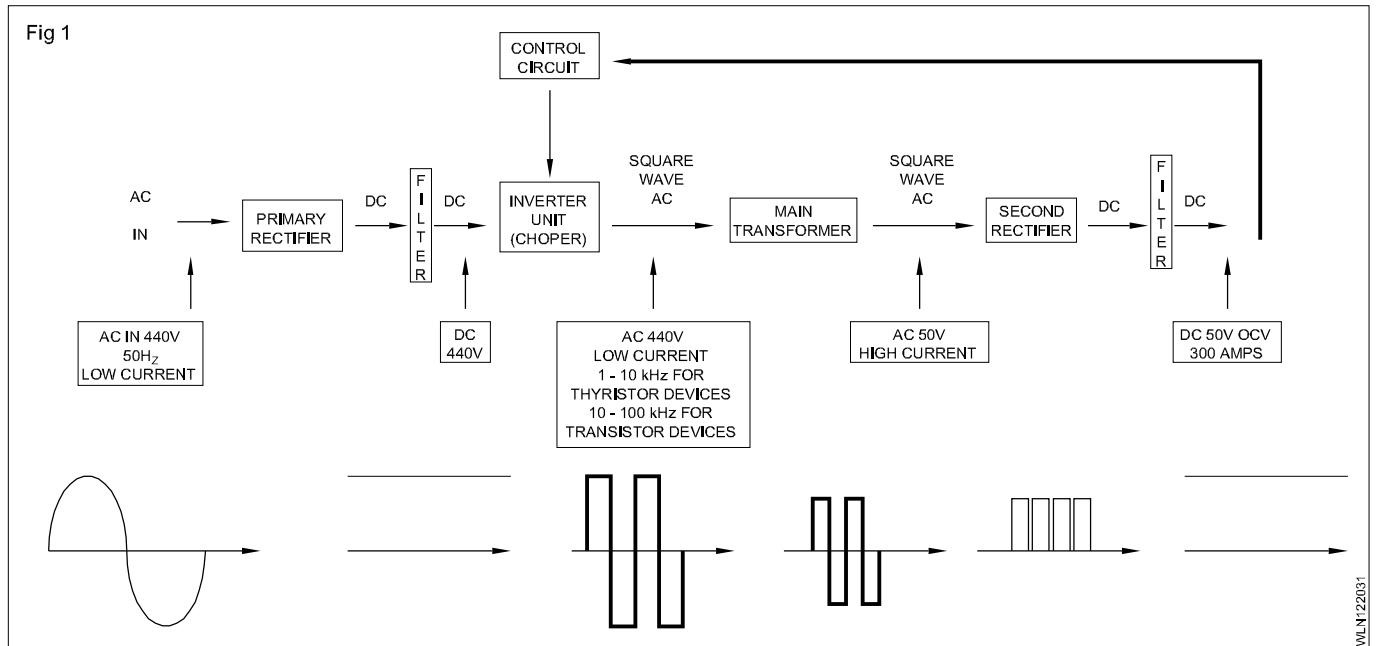 Fig 1
CONTROL
CIRCUIT
AC
IN
PRIMARY
RECTIFIER
DC
FILTER
DC
INVERTER
UNIT
(CHOPER)
SQUARE
WAVE
AC
MAIN
TRANSFORMER
SQUARE
WAVE
AC
SECOND
RECTIFIER
DC
FILTER
DC
AC IN 440V
50Hz
LOW CURRENT
DC
440V
AC 440V
LOW CURRENT
1 - 10 kHz FOR
THYRISTOR DEVICES
10 - 100 kHz FOR
TRANSISTOR DEVICES
AC 50V
HIGH CURRENT
DC 50V OCV
300 AMPS
WLN122031